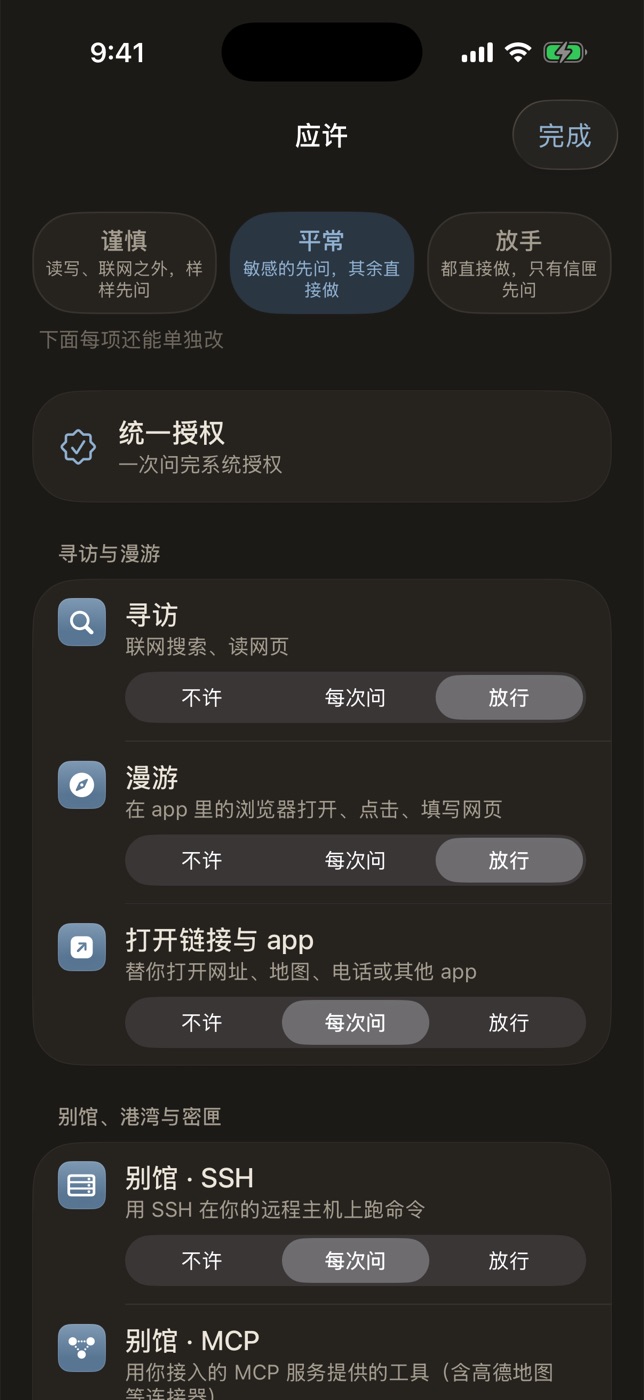 9:41
应许
完成
谨慎
读写、联网之外，样
样先问
平常
敏感的先问，其余直
接做
放手
都直接做，只有信匣
先问
下面每项还能单独改
统一授权
一次问完系统授权
寻访与漫游
寻访
联网搜索、读网页
不许 每次问 放行
漫游
在 app 里的浏览器打开、点击、填写网页
不许 每次问 放行
打开链接与 app
替你打开网址、地图、电话或其他 app
不许 每次问 放行
别馆、港湾与密匣
别馆 · SSH
用 SSH 在你的远程主机上跑命令
不许 每次问 放行
别馆 · MCP
用你接入的 MCP 服务提供的工具（含高德地图
等连接器）